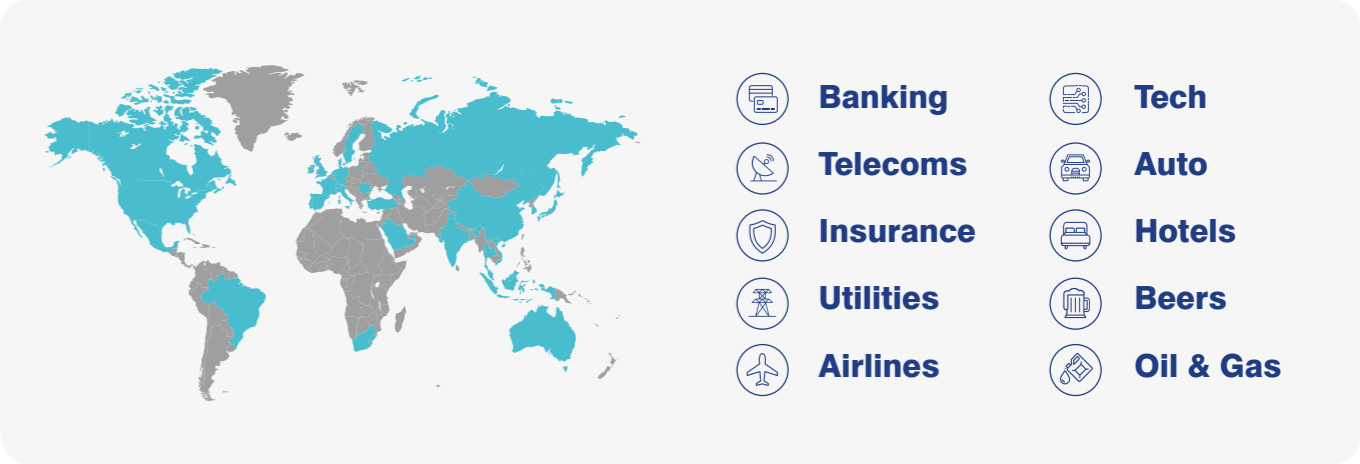 Banking
Telecoms
Insurance
Utilities
Airlines
Tech
Auto
Hotels
Beers
Oil & Gas